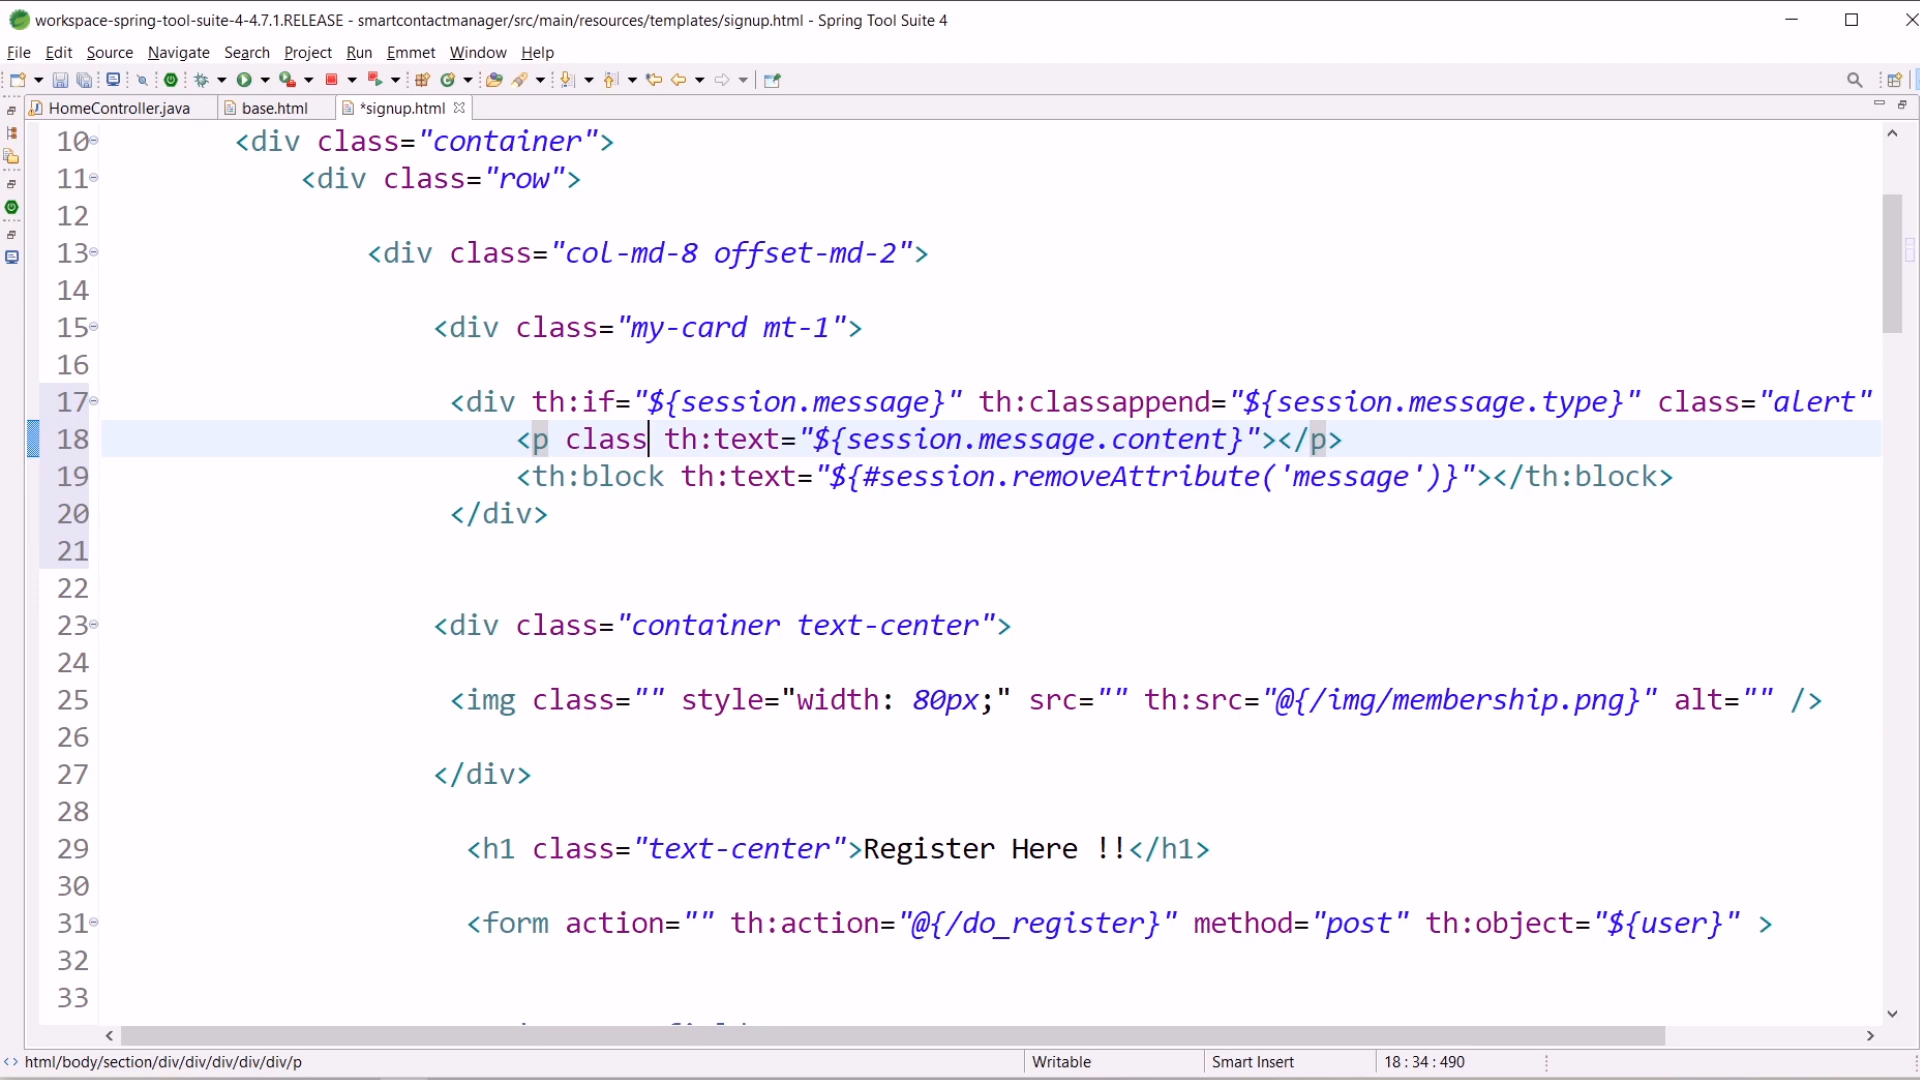 workspace-spring-tool-suite-4-4.7.1.RELEASE - smartcontactmanager/src/main/resources/templates/signup.html - Spring Tool Suite 4
File Edit Source Navigate Search Project Run Emmet Window Help
HomeController.java base.html *signup.html
10 <div class="container">
11 <div class="row">
12
13 <div class="col-md-8 offset-md-2">
14
15 <div class="my-card mt-1">
16
17 <div th:if="${session.message}" th:classappend="${session.message.type}" class="alert"
18 <p class th:text="${session.message.content}"></p>
19 <th:block th:text="${#session.removeAttribute('message')}"></th:block>
20 </div>
21
22
23 <div class="container text-center">
24
25 <img class="" style="width: 80px;" src="" th:src="@{/img/membership.png}" alt="" />
26
27 </div>
28
29 <h1 class="text-center">Register Here !!</h1>
30
31 <form action="" th:action="@{/do_register}" method="post" th:object="${user}" >
32
33
html/body/section/div/div/div/div/div/p Writable Smart Insert 18 : 34 : 490